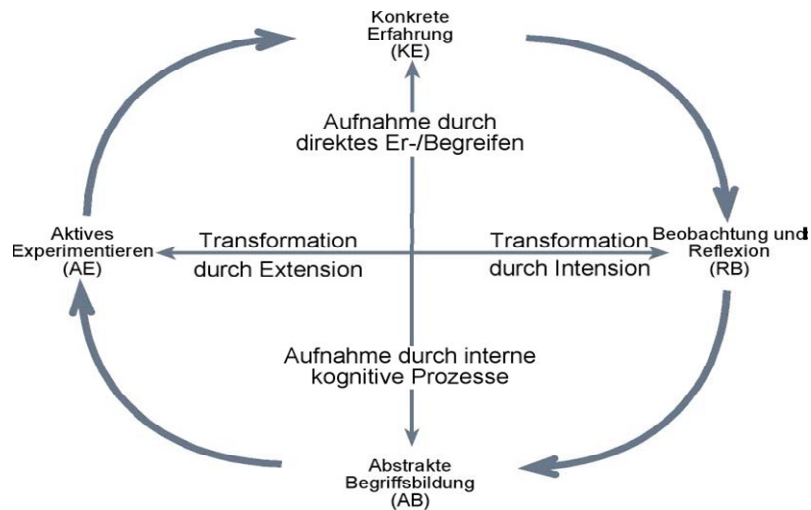 Konkrete
Erfahrung
(KE)
Aufnahme durch
direktes Er-/Begreifen
Aktives
Experimentieren
(AE)
Transformation
durch Extension
Transformation
durch Intension
Beobachtung und
Reflexion
(RB)
Aufnahme durch interne
kognitive Prozesse
Abstrakte
Begriffsbildung
(AB)